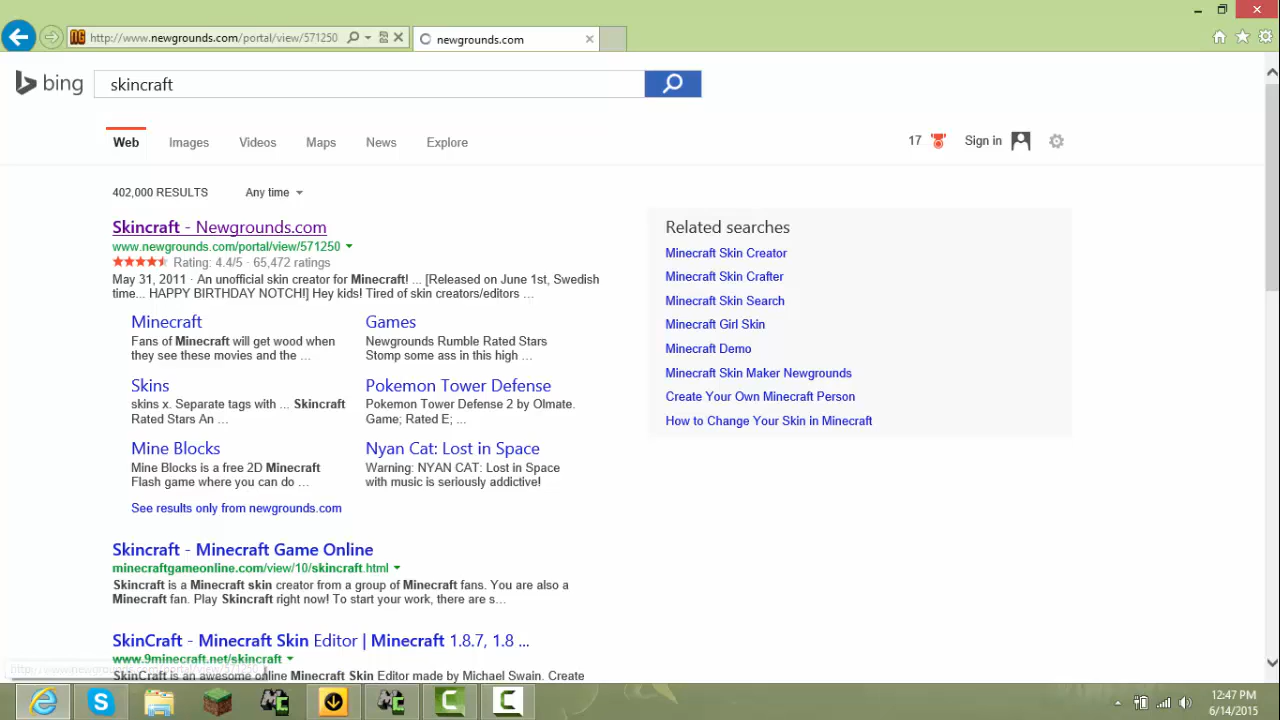 http://www.newgrounds.com/portal/view/571250
newgrounds.com
bing
skincraft
Web Images Videos Maps News Explore
17 Sign in
402,000 RESULTS Any time
Skincraft - Newgrounds.com
www.newgrounds.com/portal/view/571250
Rating: 4.4/5 · 65,472 ratings
May 31, 2011 · An unofficial skin creator for Minecraft! ... [Released on June 1st, Swedish
time... HAPPY BIRTHDAY NOTCH!] Hey kids! Tired of skin creators/editors ...
Minecraft
Fans of Minecraft will get wood when
they see these movies and the ...
Games
Newgrounds Rumble Rated Stars
Stomp some ass in this high ...
Skins
skins x. Separate tags with ... Skincraft
Rated Stars An ...
Pokemon Tower Defense
Pokemon Tower Defense 2 by Olmate.
Game; Rated E; ...
Mine Blocks
Mine Blocks is a free 2D Minecraft
Flash game where you can do ...
Nyan Cat: Lost in Space
Warning: NYAN CAT: Lost in Space
with music is seriously addictive!
See results only from newgrounds.com
Skincraft - Minecraft Game Online
minecraftgameonline.com/view/10/skincraft.html
Skincraft is a Minecraft skin creator from a group of Minecraft fans. You are also a
Minecraft fan. Play Skincraft right now! To start your work, there are s...
SkinCraft - Minecraft Skin Editor | Minecraft 1.8.7, 1.8 ...
www.9minecraft.net/skincraft
SkinCraft is an awesome online Minecraft Skin Editor made by Michael Swain. Create
Related searches
Minecraft Skin Creator
Minecraft Skin Crafter
Minecraft Skin Search
Minecraft Girl Skin
Minecraft Demo
Minecraft Skin Maker Newgrounds
Create Your Own Minecraft Person
How to Change Your Skin in Minecraft
http://www.newgrounds.com/portal/view/571250
12:47 PM
6/14/2015